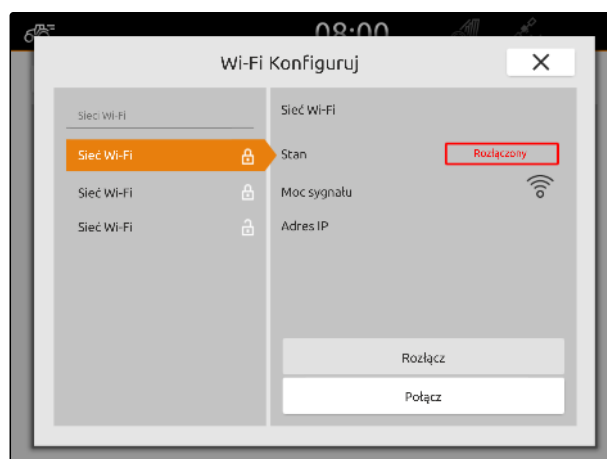 08:00
Wi-Fi Konfiguruj
Sieci Wi-Fi
Sieć Wi-Fi
Sieć Wi-Fi
Sieć Wi-Fi
Sieć Wi-Fi
Stan
Rozłączony
Moc sygnału
Adres IP
Rozłącz
Połącz